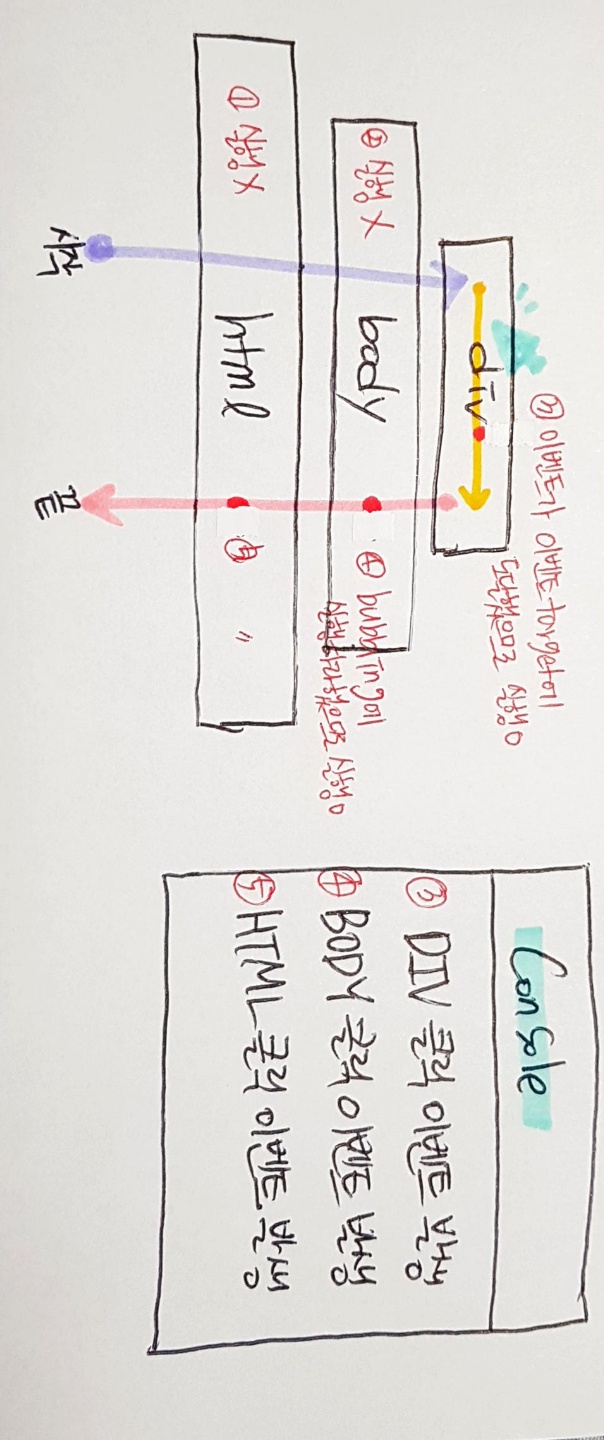 ③ 이벤트가 이벤트 target에
도달했으므로 실행 O
div
② 실행 X
body
④ bubbling에
실행하라했으므로 실행 O
① 실행 X
html
⑤ 〃
시작
끝
Console
③ DIV 클릭 이벤트 발생
④ BODY 클릭 이벤트 발생
⑤ HTML 클릭 이벤트 발생